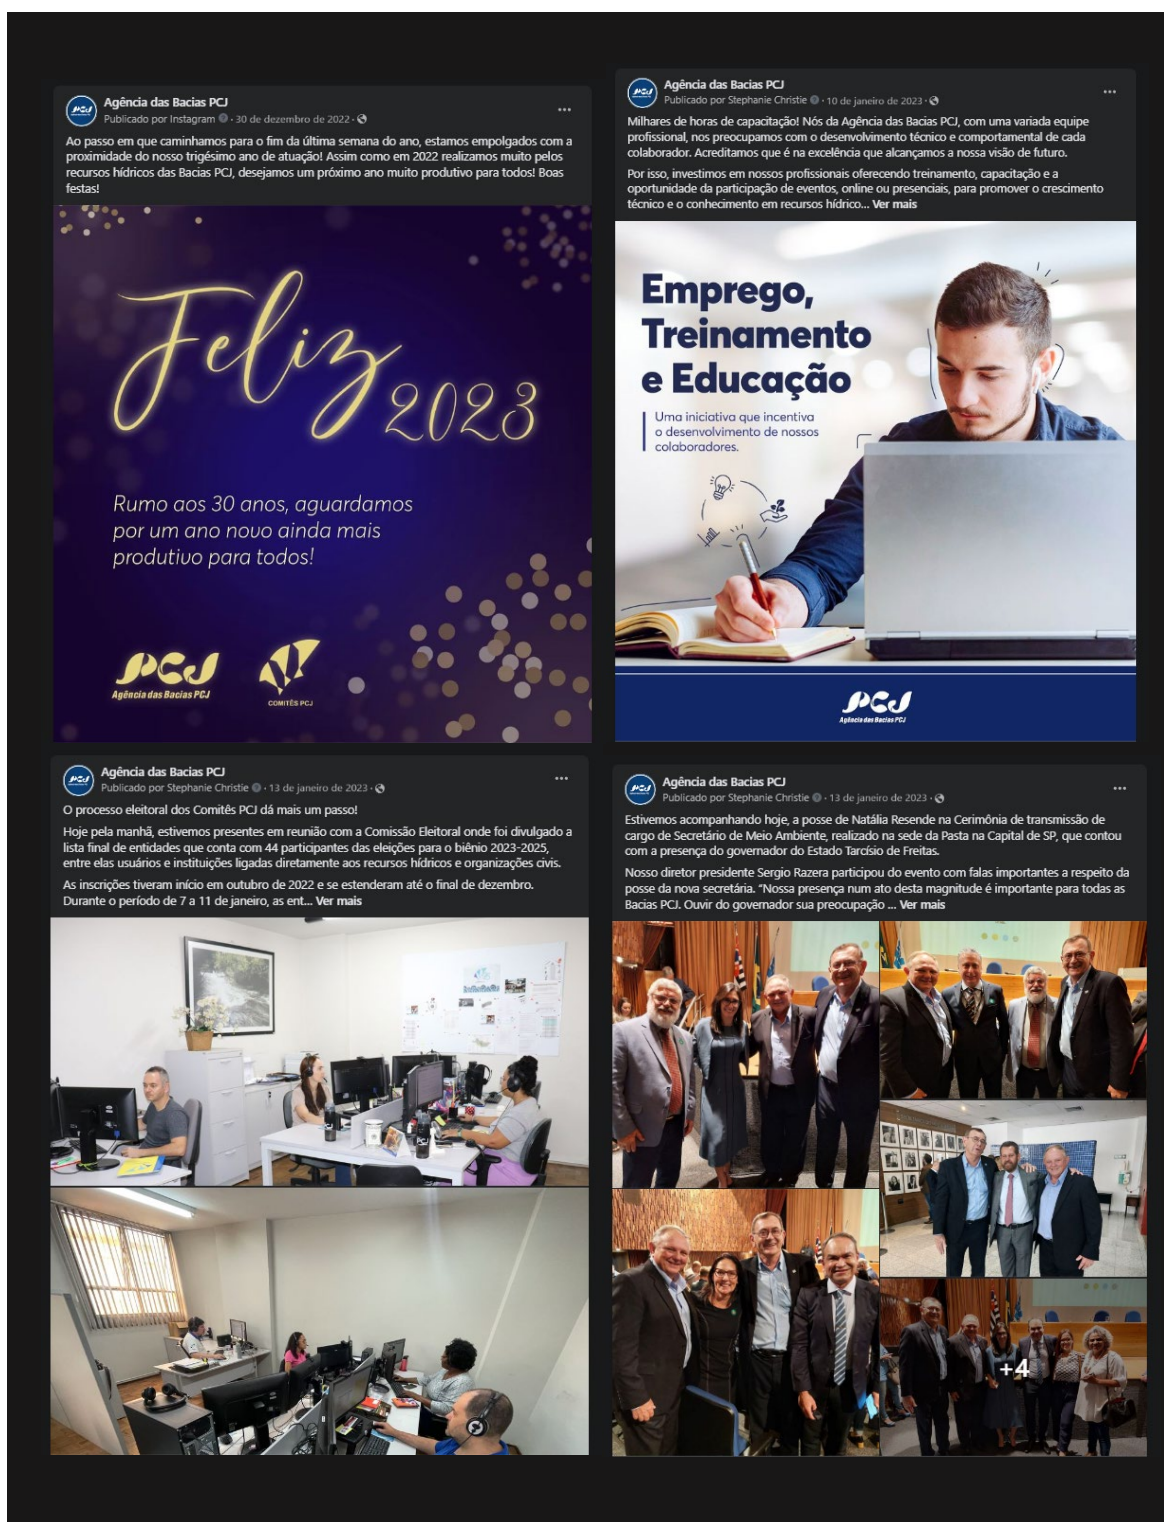 Agência das Bacias PCJ
Publicado por Instagram · 30 de dezembro de 2022 ·
Ao passo em que caminhamos para o fim da última semana do ano, estamos empolgados com a
proximidade do nosso trigésimo ano de atuação! Assim como em 2022 realizamos muito pelos
recursos hídricos das Bacias PCJ, desejamos um próximo ano muito produtivo para todos! Boas
festas!
Feliz
2023
Rumo aos 30 anos, aguardamos
por um ano novo ainda mais
produtivo para todos!
PCJ
Agência das Bacias PCJ
COMITÊS PCJ
Agência das Bacias PCJ
Publicado por Stephanie Christie · 10 de janeiro de 2023 ·
Milhares de horas de capacitação! Nós da Agência das Bacias PCJ, com uma variada equipe
profissional, nos preocupamos com o desenvolvimento técnico e comportamental de cada
colaborador. Acreditamos que é na excelência que alcançamos a nossa visão de futuro.
Por isso, investimos em nossos profissionais oferecendo treinamento, capacitação e a
oportunidade da participação de eventos, online ou presenciais, para promover o crescimento
técnico e o conhecimento em recursos hídrico... Ver mais
Emprego,
Treinamento
e Educação
Uma iniciativa que incentiva
o desenvolvimento de nossos
colaboradores.
PCJ
Agência das Bacias PCJ
Agência das Bacias PCJ
Publicado por Stephanie Christie · 13 de janeiro de 2023 ·
O processo eleitoral dos Comitês PCJ dá mais um passo!
Hoje pela manhã, estivemos presentes em reunião com a Comissão Eleitoral onde foi divulgado a
lista final de entidades que conta com 44 participantes das eleições para o biênio 2023-2025,
entre elas usuários e instituições ligadas diretamente aos recursos hídricos e organizações civis.
As inscrições tiveram início em outubro de 2022 e se estenderam até o final de dezembro.
Durante o período de 7 a 11 de janeiro, as ent... Ver mais
Agência das Bacias PCJ
Publicado por Stephanie Christie · 13 de janeiro de 2023 ·
Estivemos acompanhando hoje, a posse de Natália Resende na Cerimônia de transmissão de
cargo de Secretário de Meio Ambiente, realizado na sede da Pasta na Capital de SP, que contou
com a presença do governador do Estado Tarcísio de Freitas.
Nosso diretor presidente Sergio Razera participou do evento com falas importantes a respeito da
posse da nova secretária. “Nossa presença num ato desta magnitude é importante para todas as
Bacias PCJ. Ouvir do governador sua preocupação ... Ver mais
+4